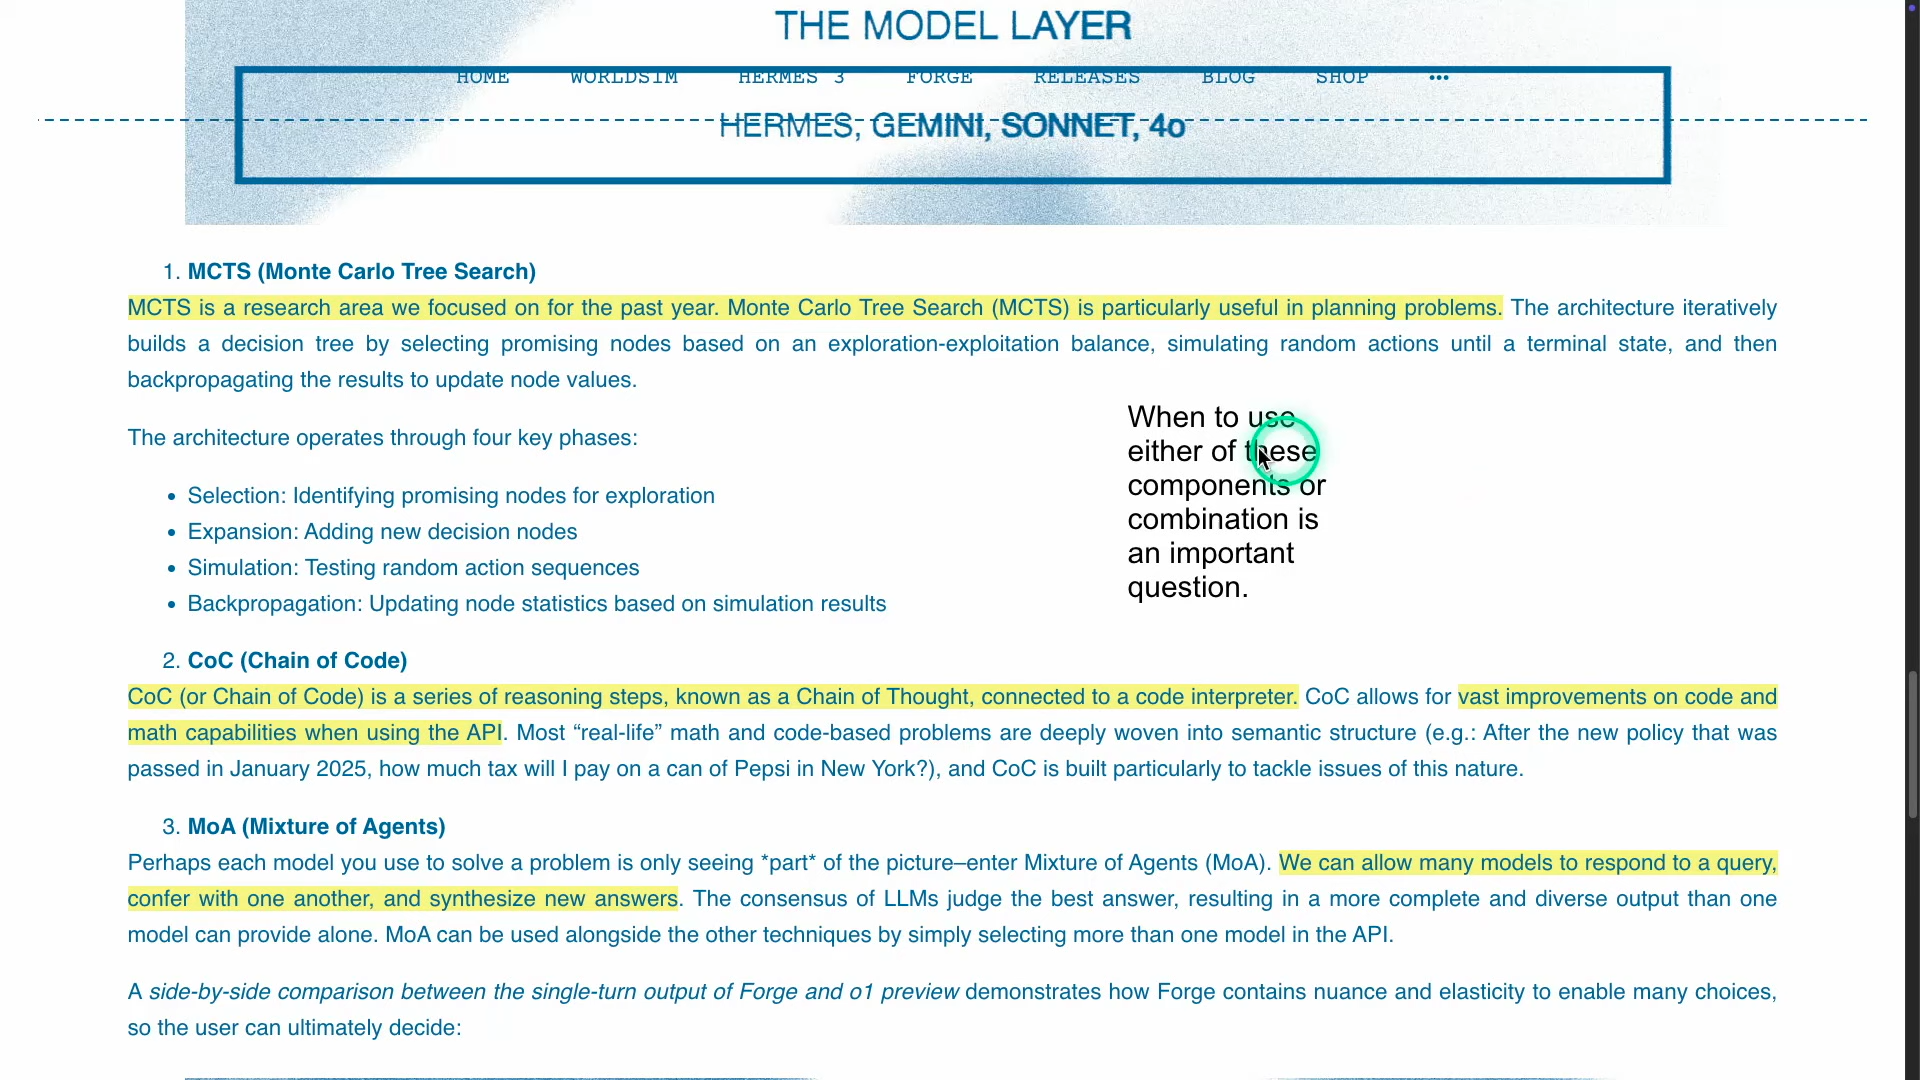 THE MODEL LAYER
HOME WORLDSIM HERMES 3 FORGE RELEASES BLOG SHOP •••
HERMES, GEMINI, SONNET, 4o
1. MCTS (Monte Carlo Tree Search)
MCTS is a research area we focused on for the past year. Monte Carlo Tree Search (MCTS) is particularly useful in planning problems. The architecture iteratively
builds a decision tree by selecting promising nodes based on an exploration-exploitation balance, simulating random actions until a terminal state, and then
backpropagating the results to update node values.
The architecture operates through four key phases:
• Selection: Identifying promising nodes for exploration
• Expansion: Adding new decision nodes
• Simulation: Testing random action sequences
• Backpropagation: Updating node statistics based on simulation results
When to use
either of these
components or
combination is
an important
question.
2. CoC (Chain of Code)
CoC (or Chain of Code) is a series of reasoning steps, known as a Chain of Thought, connected to a code interpreter. CoC allows for vast improvements on code and
math capabilities when using the API. Most “real-life” math and code-based problems are deeply woven into semantic structure (e.g.: After the new policy that was
passed in January 2025, how much tax will I pay on a can of Pepsi in New York?), and CoC is built particularly to tackle issues of this nature.
3. MoA (Mixture of Agents)
Perhaps each model you use to solve a problem is only seeing *part* of the picture–enter Mixture of Agents (MoA). We can allow many models to respond to a query,
confer with one another, and synthesize new answers. The consensus of LLMs judge the best answer, resulting in a more complete and diverse output than one
model can provide alone. MoA can be used alongside the other techniques by simply selecting more than one model in the API.
A side-by-side comparison between the single-turn output of Forge and o1 preview demonstrates how Forge contains nuance and elasticity to enable many choices,
so the user can ultimately decide: